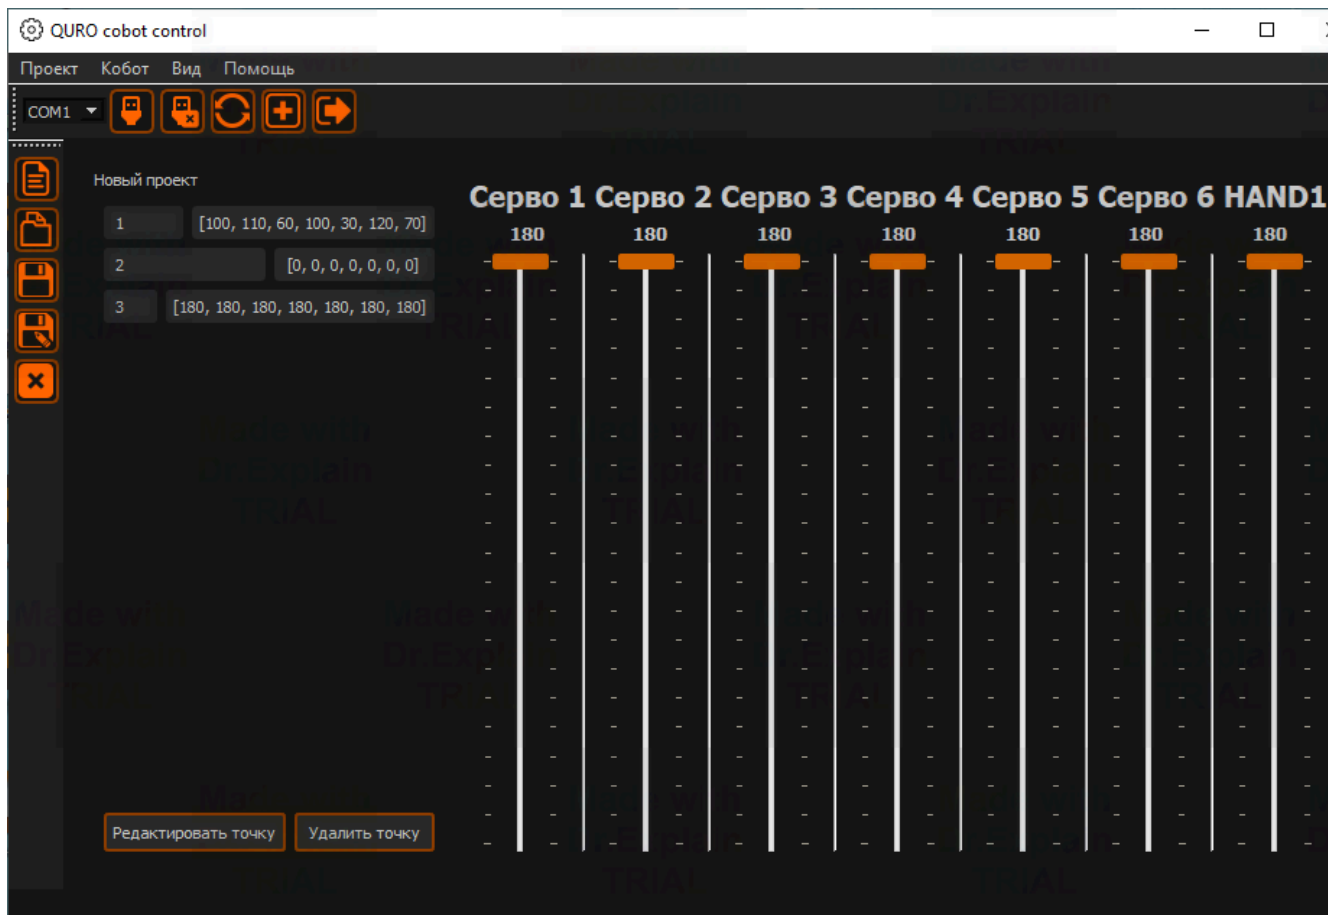 QURO cobot control
Проект Кобот Вид Помощь
COM1
Новый проект
1 [100, 110, 60, 100, 30, 120, 70]
2 [0, 0, 0, 0, 0, 0, 0]
3 [180, 180, 180, 180, 180, 180, 180]
Серво 1 Серво 2 Серво 3 Серво 4 Серво 5 Серво 6 HAND1
180 180 180 180 180 180 180
Редактировать точку Удалить точку
Made with
Dr.Explain
TRIAL